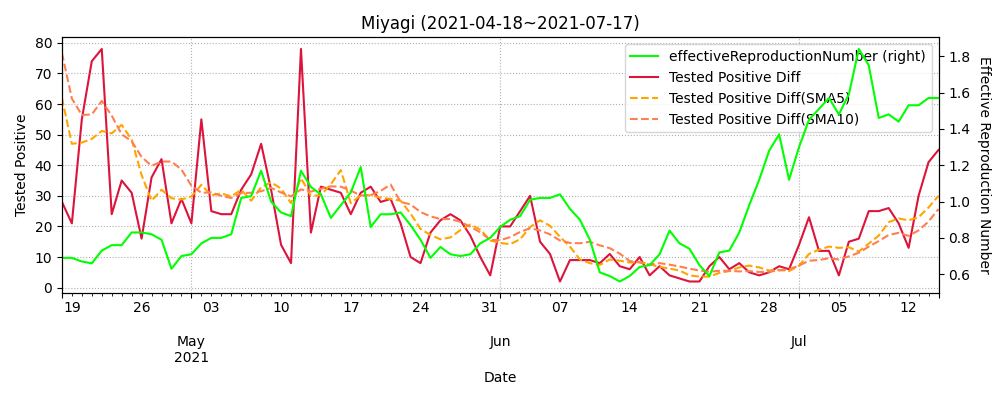 Miyagi (2021-04-18~2021-07-17)
effectiveReproductionNumber (right)
Tested Positive Diff
Tested Positive Diff(SMA5)
Tested Positive Diff(SMA10)
Tested Positive
80
70
60
50
40
30
20
10
0
Effective Reproduction Number
1.8
1.6
1.4
1.2
1.0
0.8
0.6
19 26 03 10 17 24 31 07 14 21 28 05 12
May Jun Jul
2021
Date